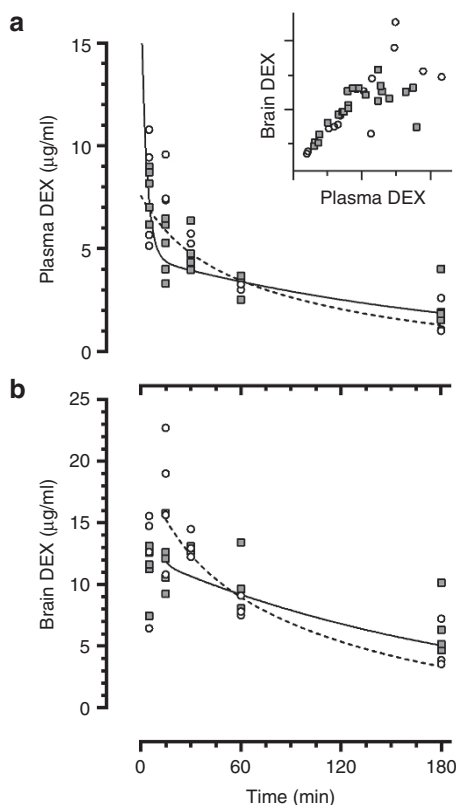 a
15
10
5
0
Plasma DEX (µg/ml)
Brain DEX
Plasma DEX
b
25
20
15
10
5
0
Brain DEX (µg/ml)
0
60
120
180
Time (min)